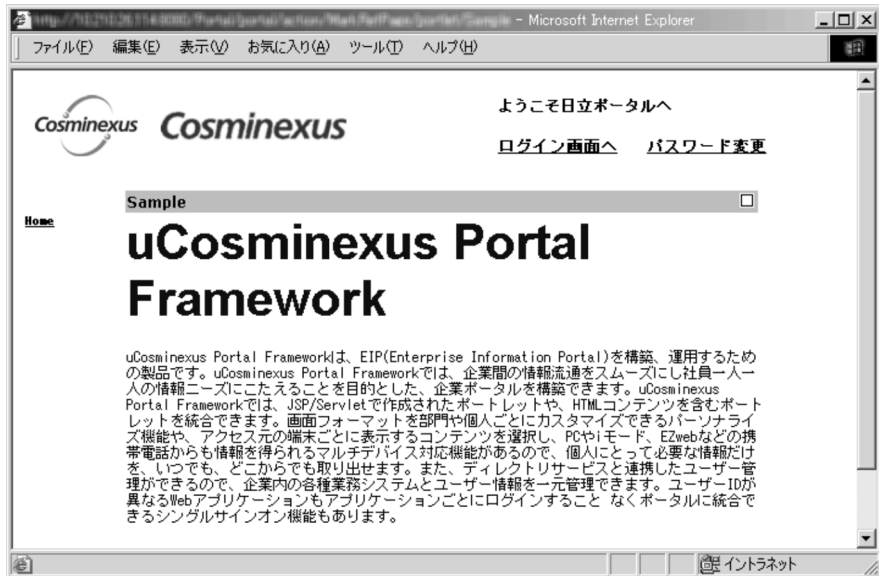 - Microsoft Internet Explorer
ファイル(F) 編集(E) 表示(V) お気に入り(A) ツール(T) ヘルプ(H)
Cosminexus Cosminexus
ようこそ日立ポータルへ
ログイン画面へ パスワード変更
Home
Sample
uCosminexus Portal
Framework
uCosminexus Portal Frameworkは、EIP(Enterprise Information Portal)を構築、運用するため
の製品です。uCosminexus Portal Frameworkでは、企業間の情報流通をスムーズにし社員一人一
人の情報ニーズにこたえることを目的とした、企業ポータルを構築できます。uCosminexus
Portal Frameworkでは、JSP/Servletで作成されたポートレットや、HTMLコンテンツを含むポート
レットを統合できます。画面フォーマットを部門や個人ごとにカスタマイズできるパーソナライ
ズ機能や、アクセス元の端末ごとに表示するコンテンツを選択し、PCやiモード、EZwebなどの携
帯電話からも情報を得られるマルチデバイス対応機能があるので、個人にとって必要な情報だけ
を、いつでも、どこからでも取り出せます。また、ディレクトリサービスと連携したユーザー管
理ができるので、企業内の各種業務システムとユーザー情報を一元管理できます。ユーザーIDが
異なるWebアプリケーションもアプリケーションごとにログインすること なくポータルに統合で
きるシングルサインオン機能もあります。
イントラネット